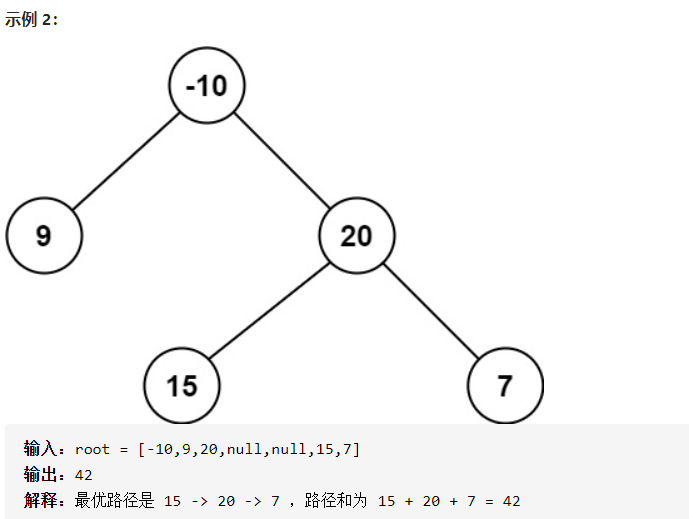 示例 2：
-10
9
20
15
7
输入：root = [-10,9,20,null,null,15,7]
输出：42
解释：最优路径是 15 -> 20 -> 7 ，路径和为 15 + 20 + 7 = 42